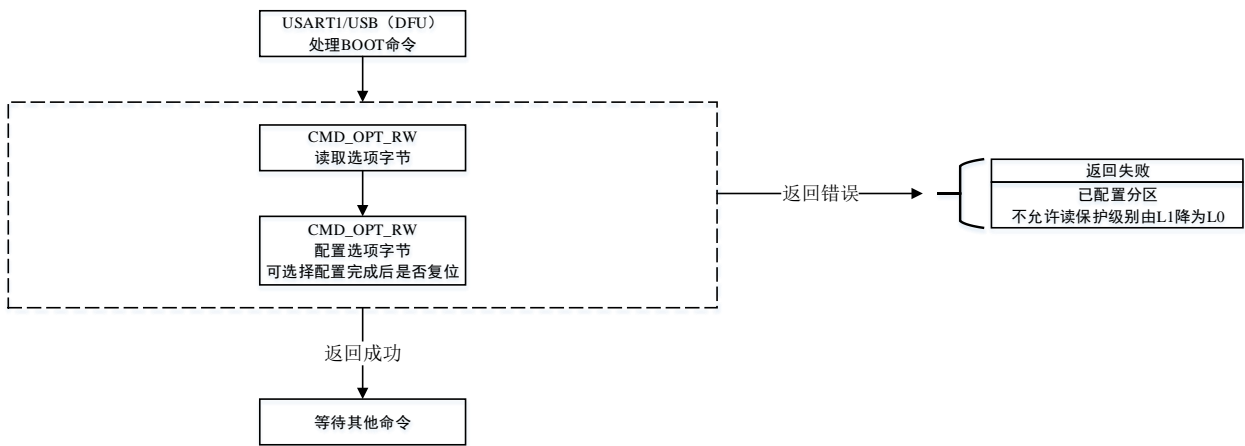 USART1/USB（DFU）
处理BOOT命令
CMD_OPT_RW
读取选项字节
CMD_OPT_RW
配置选项字节
可选择配置完成后是否复位
返回错误
返回失败
已配置分区
不允许读保护级别由L1降为L0
返回成功
等待其他命令